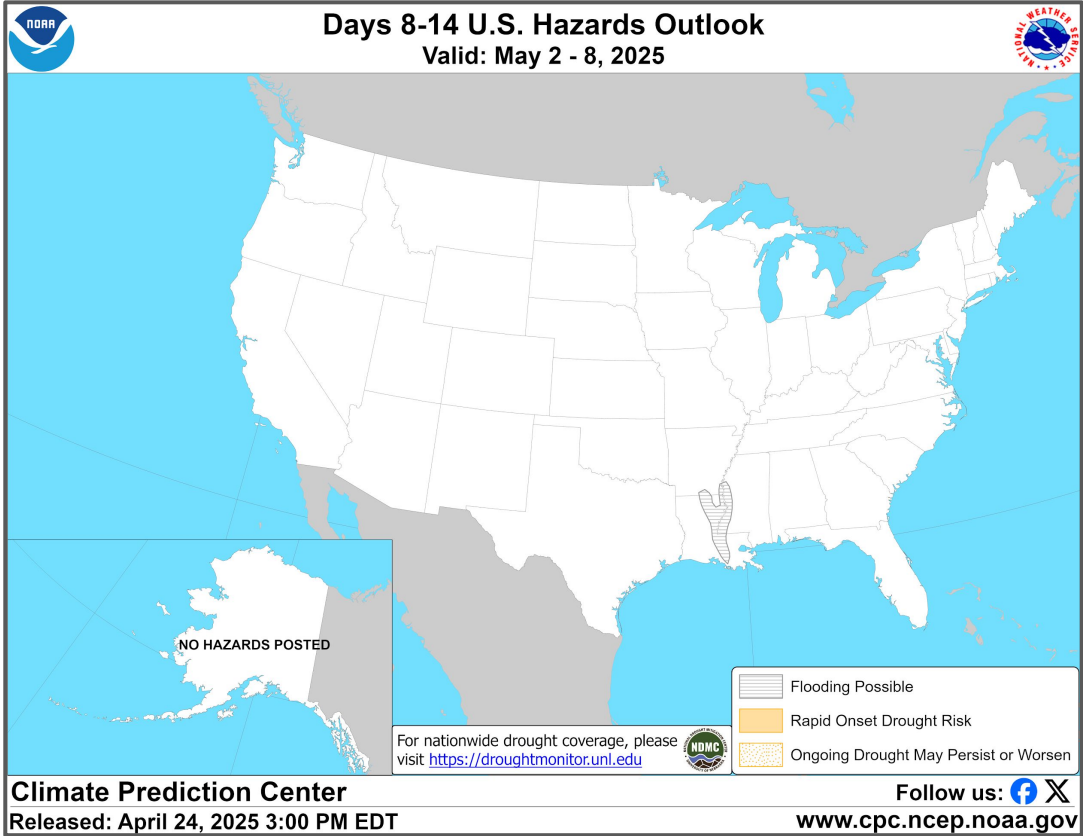 NOAA
Days 8-14 U.S. Hazards Outlook
Valid: May 2 - 8, 2025
NATIONAL WEATHER SERVICE
NO HAZARDS POSTED
For nationwide drought coverage, please
visit https://droughtmonitor.unl.edu
NDMC
Flooding Possible
Rapid Onset Drought Risk
Ongoing Drought May Persist or Worsen
Climate Prediction Center
Released: April 24, 2025 3:00 PM EDT
Follow us:
www.cpc.ncep.noaa.gov